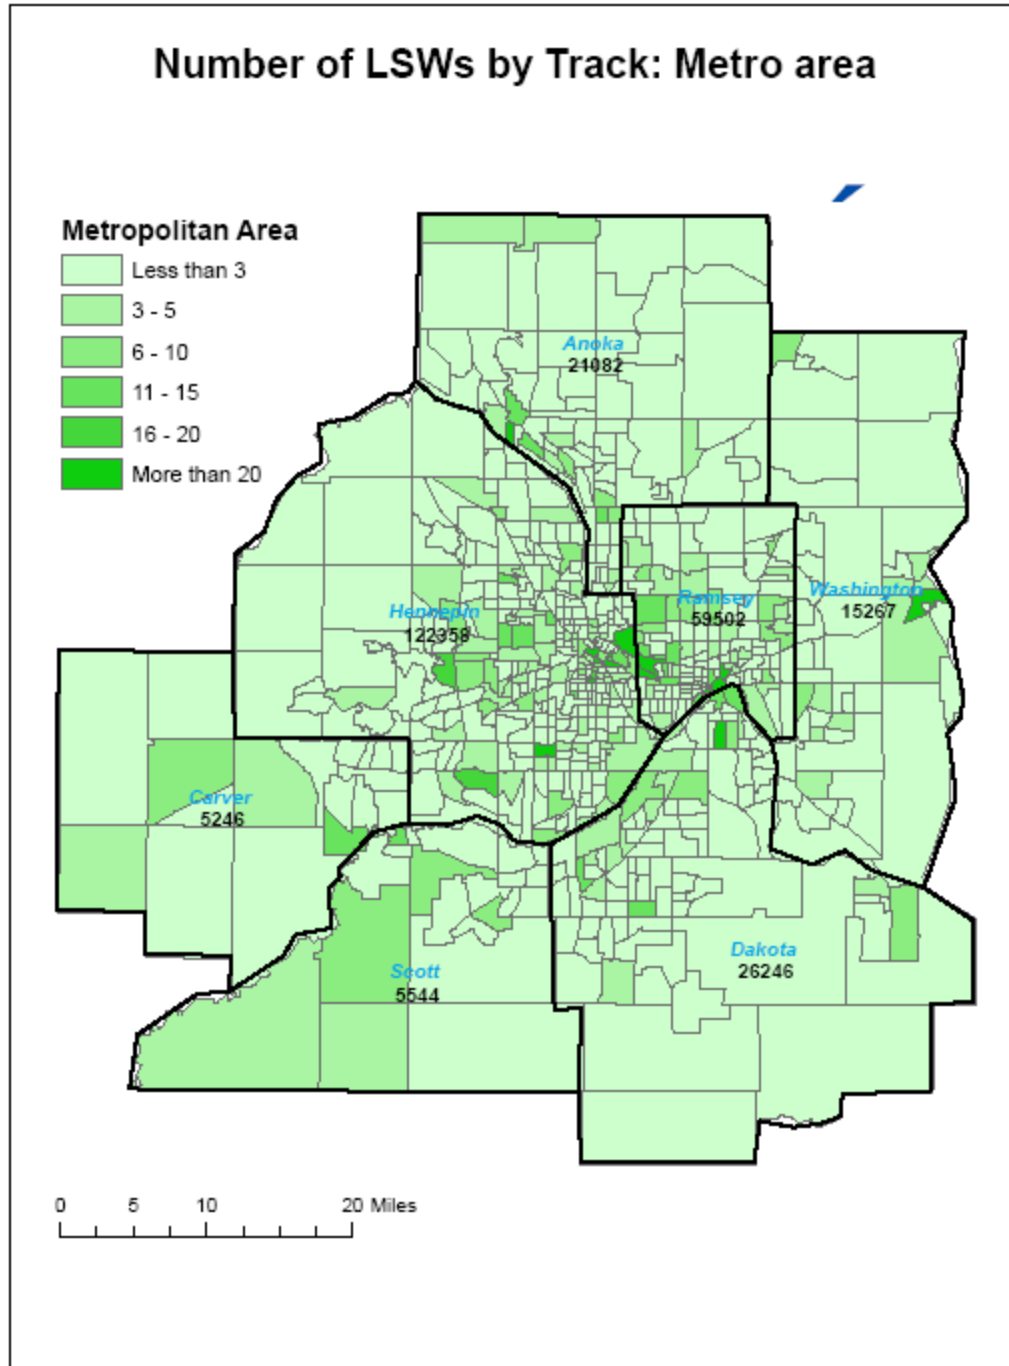 Number of LSWs by Track: Metro area
Metropolitan Area
Less than 3
3 - 5
6 - 10
11 - 15
16 - 20
More than 20
Anoka
21082
Hennepin
122358
Ramsey
59502
Washington
15267
Carver
5246
Scott
5544
Dakota
26246
0 5 10 20 Miles